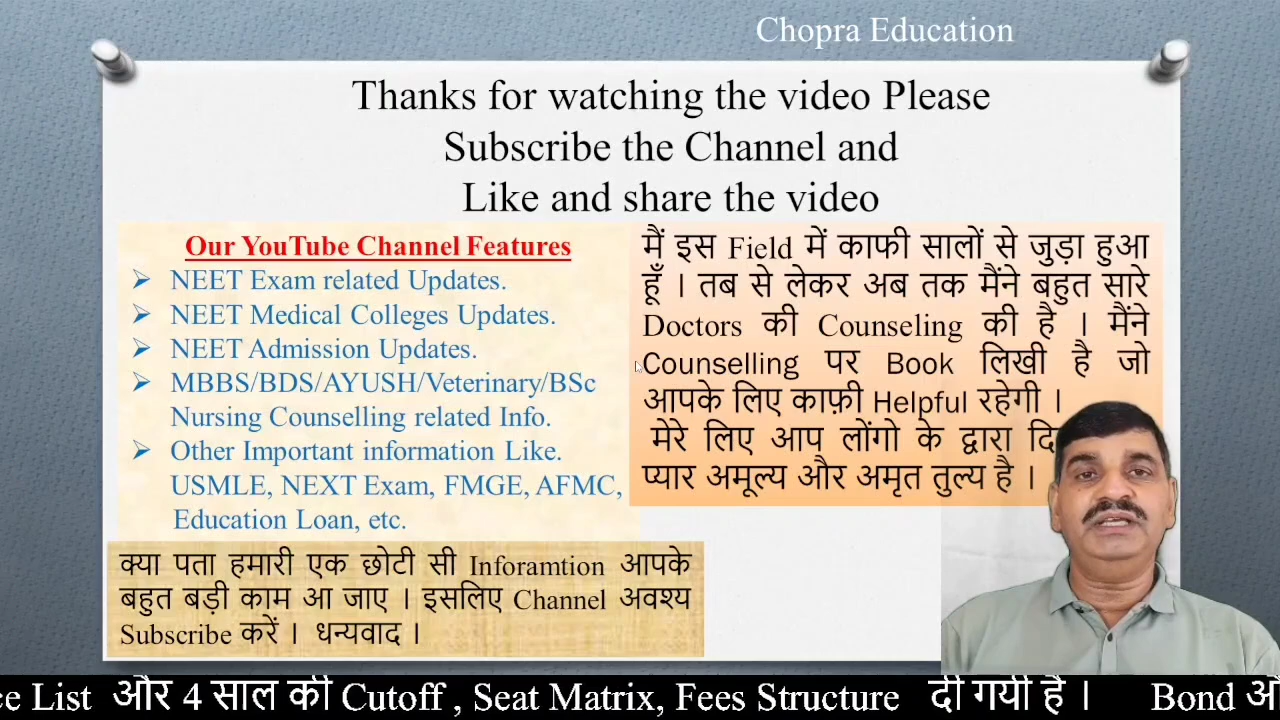 Chopra Education
Thanks for watching the video Please
Subscribe the Channel and
Like and share the video
Our YouTube Channel Features
NEET Exam related Updates.
NEET Medical Colleges Updates.
NEET Admission Updates.
MBBS/BDS/AYUSH/Veterinary/BSc
Nursing Counselling related Info.
Other Important information Like.
USMLE, NEXT Exam, FMGE, AFMC,
Education Loan, etc.
मैं इस Field में काफी सालों से जुड़ा हुआ
हूँ । तब से लेकर अब तक मैंने बहुत सारे
Doctors की Counseling की है । मैंने
Counselling पर Book लिखी है जो
आपके लिए काफ़ी Helpful रहेगी ।
मेरे लिए आप लोंगो के द्वारा
प्यार अमूल्य और अमृत तुल्य है ।
क्या पता हमारी एक छोटी सी Inforamtion आपके
बहुत बड़ी काम आ जाए । इसलिए Channel अवश्य
Subscribe करें । धन्यवाद ।
List और 4 साल की Cutoff , Seat Matrix, Fees Structure दी गयी है । Bond